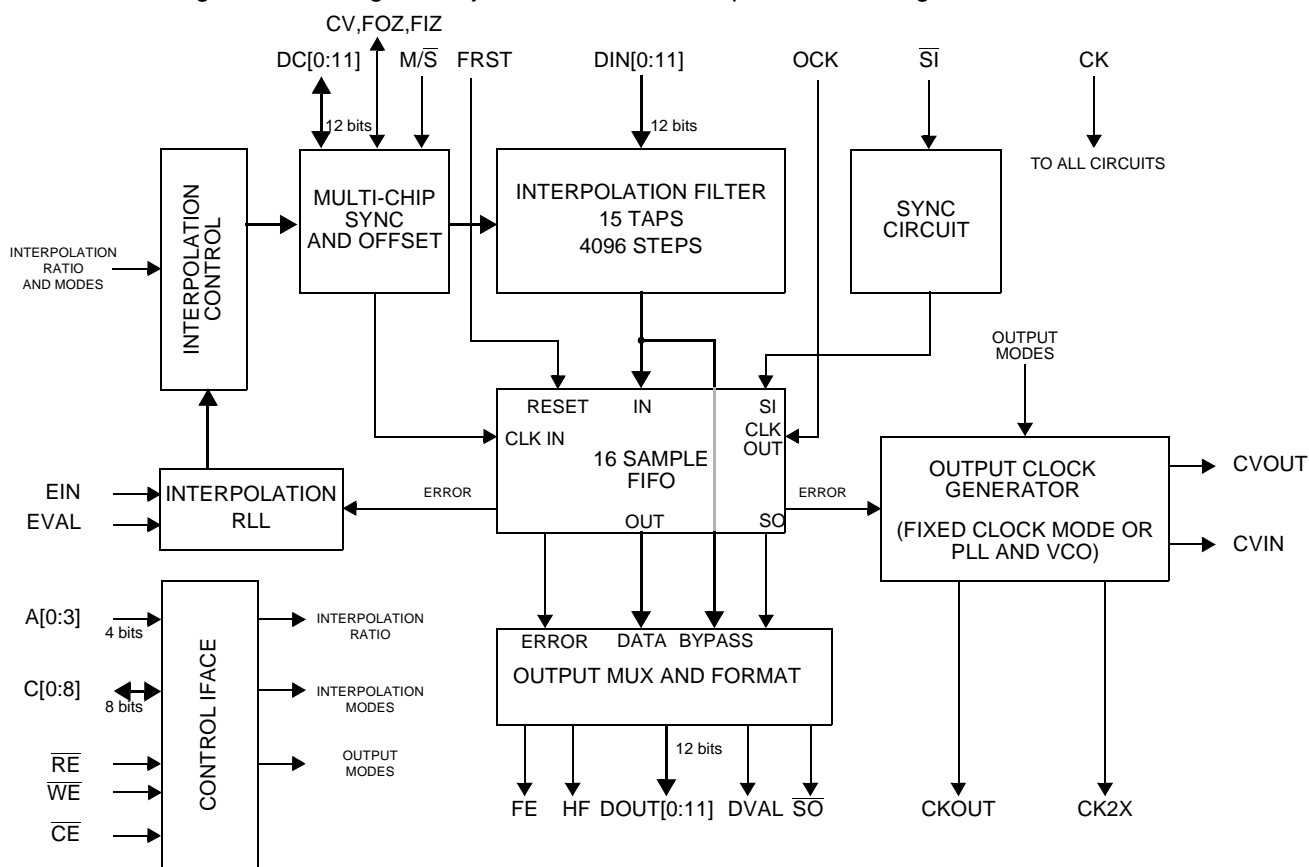 CV,FOZ,FIZ
DC[0:11] M/S FRST DIN[0:11] OCK SI CK
12 bits 12 bits
TO ALL CIRCUITS
INTERPOLATION
CONTROL
MULTI-CHIP
SYNC
AND OFFSET
INTERPOLATION FILTER
15 TAPS
4096 STEPS
SYNC
CIRCUIT
INTERPOLATION
RATIO
AND MODES
OUTPUT
MODES
RESET IN SI
CLK IN CLK
OUT
16 SAMPLE
FIFO
OUT SO
EIN
EVAL
INTERPOLATION
RLL
ERROR
ERROR
OUTPUT CLOCK
GENERATOR
(FIXED CLOCK MODE OR
PLL AND VCO)
CVOUT
CVIN
A[0:3]
4 bits
C[0:8]
8 bits
RE
WE
CE
CONTROL IFACE
INTERPOLATION
RATIO
INTERPOLATION
MODES
OUTPUT
MODES
ERROR DATA BYPASS
OUTPUT MUX AND FORMAT
12 bits
FE HF DOUT[0:11] DVAL SO
CKOUT CK2X